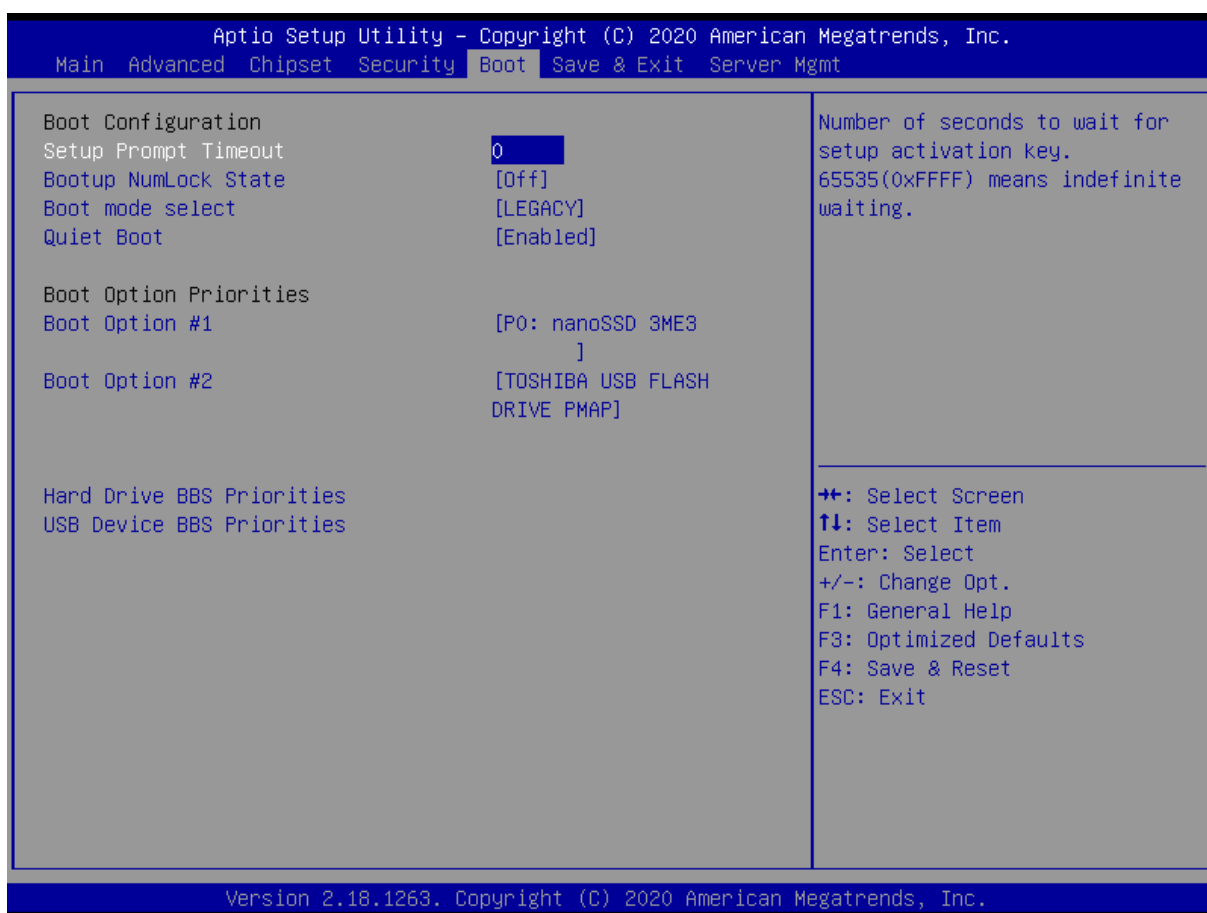 Aptio Setup Utility – Copyright (C) 2020 American Megatrends, Inc.
Main Advanced Chipset Security Boot Save & Exit Server Mgmt
Boot Configuration
Setup Prompt Timeout 0
Bootup NumLock State [Off]
Boot mode select [LEGACY]
Quiet Boot [Enabled]
Boot Option Priorities
Boot Option #1 [P0: nanoSSD 3ME3
]
Boot Option #2 [TOSHIBA USB FLASH
DRIVE PMAP]
Hard Drive BBS Priorities
USB Device BBS Priorities
Number of seconds to wait for
setup activation key.
65535(0xFFFF) means indefinite
waiting.
→←: Select Screen
↑↓: Select Item
Enter: Select
+/-: Change Opt.
F1: General Help
F3: Optimized Defaults
F4: Save & Reset
ESC: Exit
Version 2.18.1263. Copyright (C) 2020 American Megatrends, Inc.